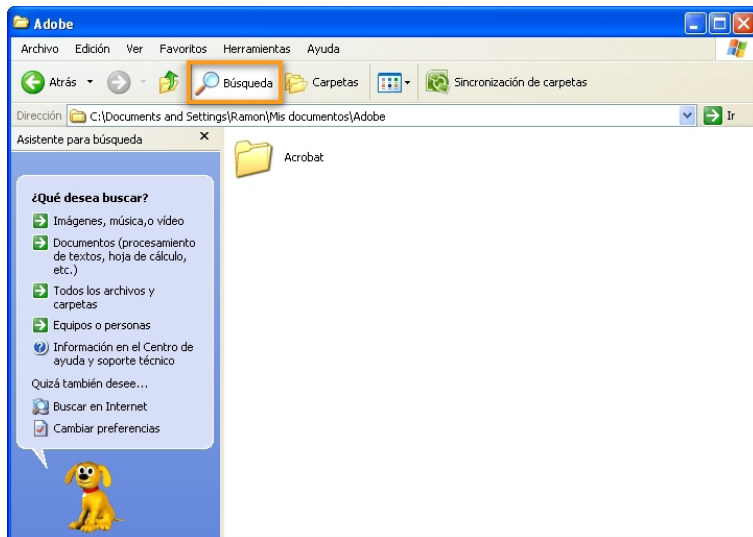 Adobe
Archivo Edición Ver Favoritos Herramientas Ayuda
Atrás Búsqueda Carpetas Sincronización de carpetas
Dirección C:\Documents and Settings\Ramon\Mis documentos\Adobe Ir
Asistente para búsqueda
Acrobat
¿Qué desea buscar?
Imágenes, música,o vídeo
Documentos (procesamiento
de textos, hoja de cálculo,
etc.)
Todos los archivos y
carpetas
Equipos o personas
Información en el Centro de
ayuda y soporte técnico
Quizá también desee...
Buscar en Internet
Cambiar preferencias